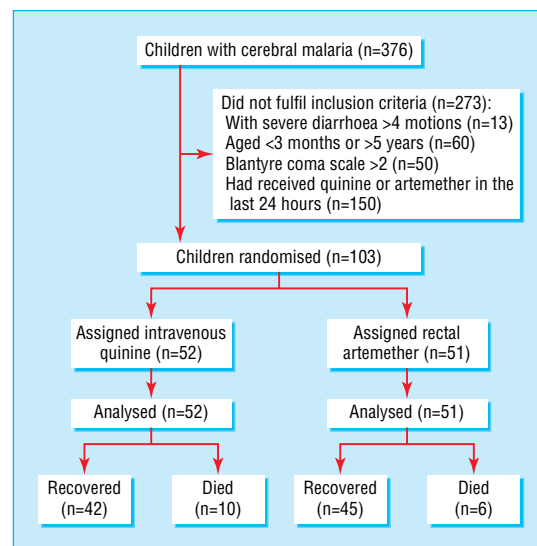 Children with cerebral malaria (n=376)
Did not fulfil inclusion criteria (n=273):
With severe diarrhoea >4 motions (n=13)
Aged <3 months or >5 years (n=60)
Blantyre coma scale >2 (n=50)
Had received quinine or artemether in the
last 24 hours (n=150)
Children randomised (n=103)
Assigned intravenous
quinine (n=52)
Assigned rectal
artemether (n=51)
Analysed (n=52)
Analysed (n=51)
Recovered
(n=42)
Died
(n=10)
Recovered
(n=45)
Died
(n=6)